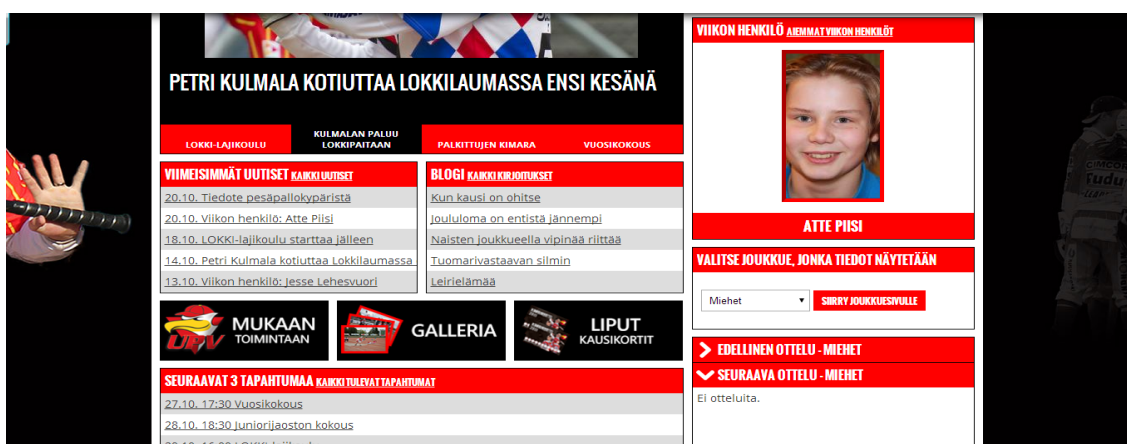 PETRI KULMALA KOTIUTTAA LOKKILAUMASSA ENSI KESÄNÄ
LOKKI-LAJIKOULU
KULMALAN PALUU
LOKKIPAITAAN
PALKITTUJEN KIMARA
VUOSIKOKOUS
VIIMEISIMMÄT UUTISET KAIKKI UUTISET
20.10. Tiedote pesäpallokypäristä
20.10. Viikon henkilö: Atte Piisi
18.10. LOKKI-lajikoulu starttaa jälleen
14.10. Petri Kulmala kotiuttaa Lokkilaumassa
13.10. Viikon henkilö: Jesse Lehesvuori
BLOGI KAIKKI KIRJOITUKSET
Kun kausi on ohitse
Joululoma on entistä jännempi
Naisten joukkueella vipinää riittää
Tuomarivastaavan silmin
Leirielämää
UPV
MUKAAN
TOIMINTAAN
GALLERIA
LIPUT
KAUSIKORTIT
SEURAAVAT 3 TAPAHTUMAA KAIKKI TULEVAT TAPAHTUMAT
27.10. 17:30 Vuosikokous
28.10. 18:30 Juniorijaoston kokous
VIIKON HENKILÖ AIEMMAT VIIKON HENKILÖT
ATTE PIISI
VALITSE JOUKKUE, JONKA TIEDOT NÄYTETÄÄN
Miehet
SIIRRY JOUKKUESIVULLE
EDELLINEN OTTELU - MIEHET
SEURAAVA OTTELU - MIEHET
Ei otteluita.